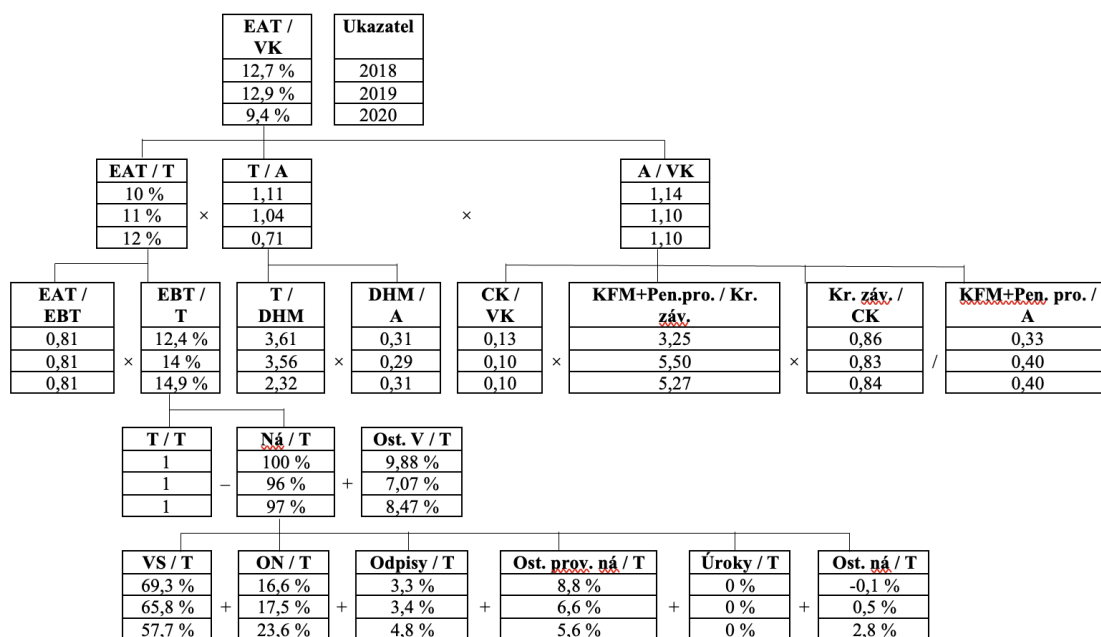 EAT / Ukazatel
VK
12,7 % 2018
12,9 % 2019
9,4 % 2020
EAT / T T / A A / VK
10 % 1,11 1,14
11 % × 1,04 × 1,10
12 % 0,71 1,10
EAT / EBT / T / DHM / CK / KFM+Pen.pro. / Kr. Kr. záv. / KFM+Pen. pro. /
EBT T DHM A VK záv. CK A
0,81 12,4 % 3,61 0,31 0,13 3,25 0,86 0,33
0,81 × 14 % 3,56 × 0,29 0,10 × 5,50 × 0,83 / 0,40
0,81 14,9 % 2,32 0,31 0,10 5,27 0,84 0,40
T / T Ná / T Ost. V / T
1 100 % 9,88 %
1 – 96 % + 7,07 %
1 97 % 8,47 %
VS / T ON / T Odpisy / T Ost. prov. ná / T Úroky / T Ost. ná / T
69,3 % 16,6 % 3,3 % 8,8 % 0 % -0,1 %
65,8 % + 17,5 % + 3,4 % + 6,6 % + 0 % + 0,5 %
57,7 % 23,6 % 4,8 % 5,6 % 0 % 2,8 %